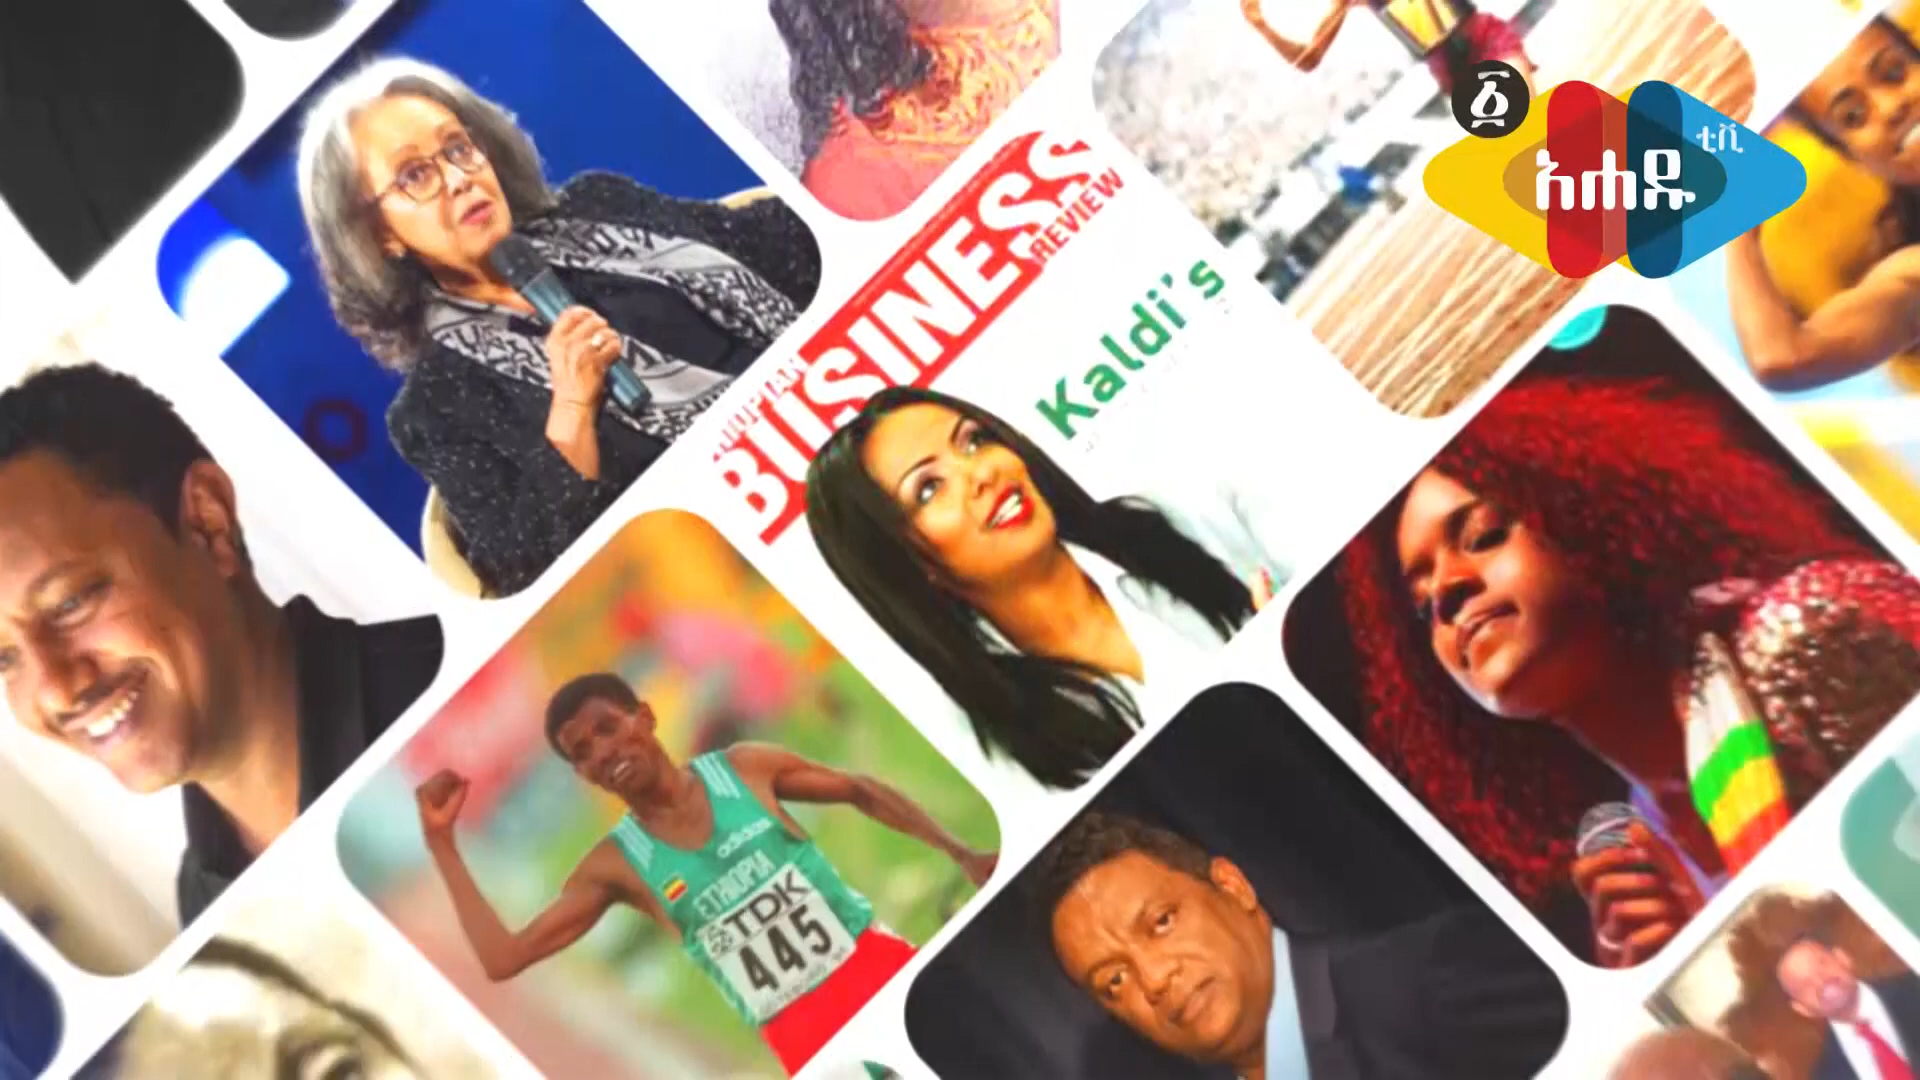 ፩
ቲቪ
አሐዱ
BUSINESS
REVIEW
Kaldi's
adidas
ETHIOPIA
TDK
445